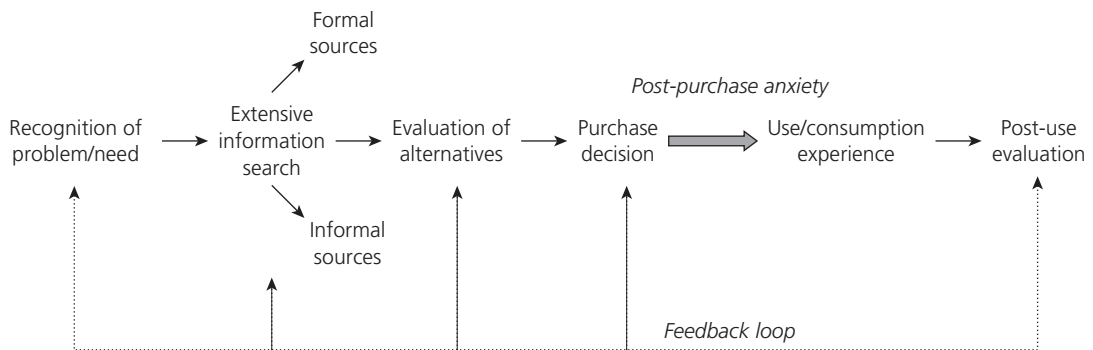 Formal
sources
Post-purchase anxiety
Recognition of
problem/need
Extensive
information
search
Evaluation of
alternatives
Purchase
decision
Use/consumption
experience
Post-use
evaluation
Informal
sources
Feedback loop